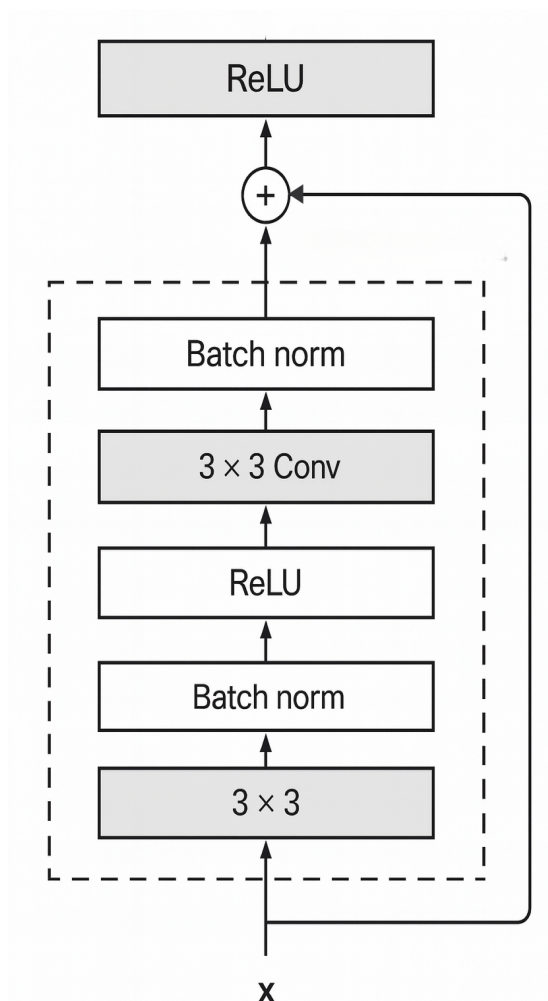 ReLU
+
Batch norm
3 × 3 Conv
ReLU
Batch norm
3 × 3
x